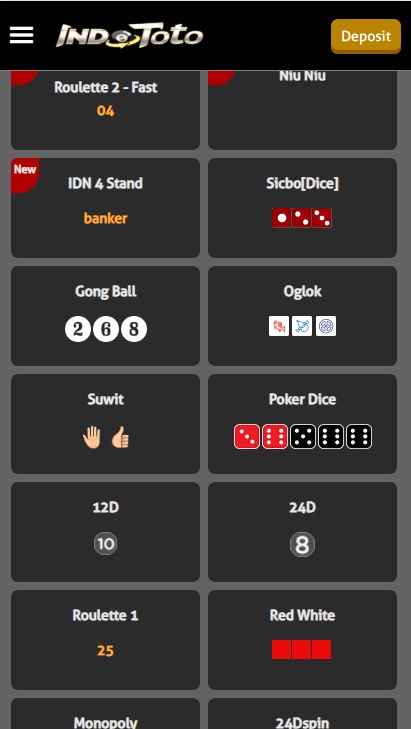 INDOTOTO
Deposit
Roulette 2 - Fast
04
Niu Niu
New
IDN 4 Stand
banker
Sicbo[Dice]
Gong Ball
2 6 8
Oglok
Suwit
Poker Dice
12D
10
24D
8
Roulette 1
25
Red White
Monopoly
24Dspin